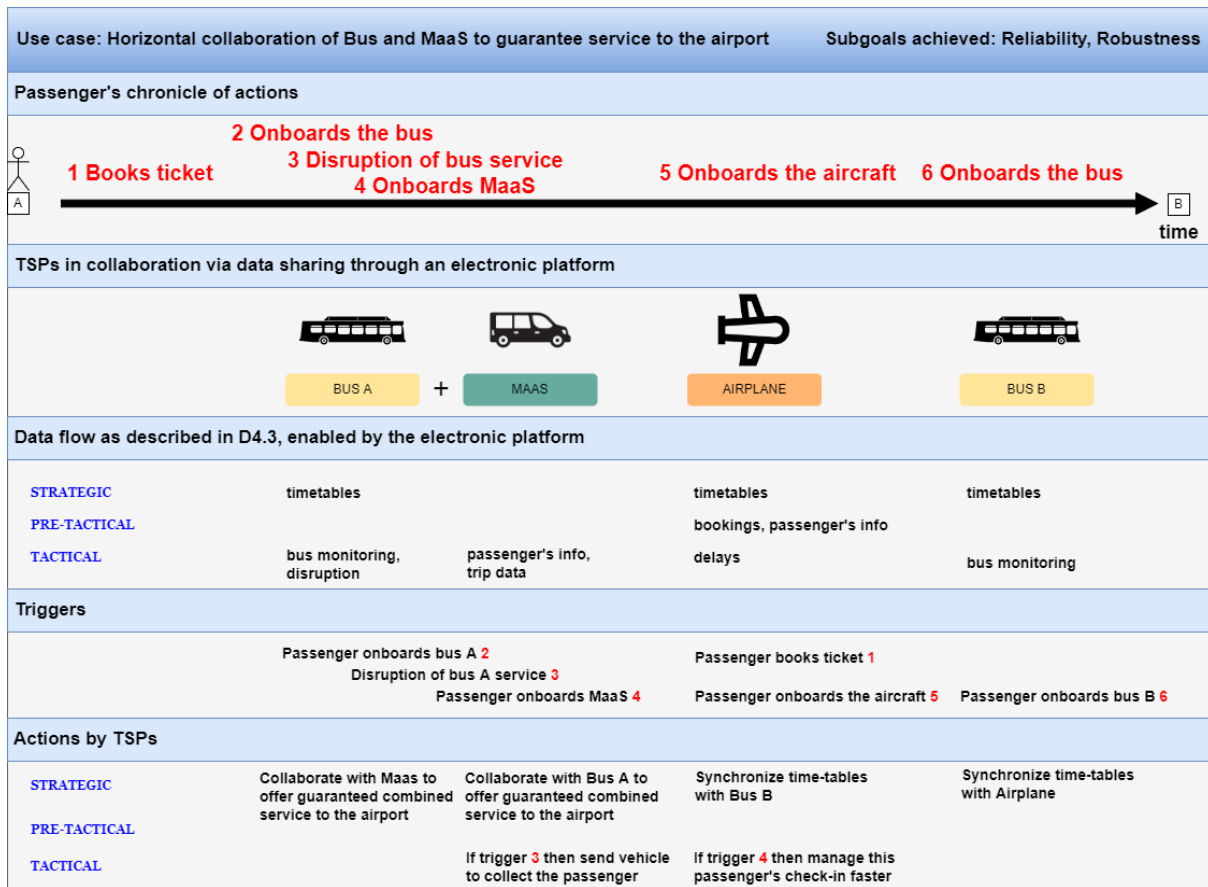 Use case: Horizontal collaboration of Bus and MaaS to guarantee service to the airport Subgoals achieved: Reliability, Robustness
Passenger's chronicle of actions
2 Onboards the bus
3 Disruption of bus service
1 Books ticket
4 Onboards MaaS
5 Onboards the aircraft
6 Onboards the bus
A
B
time
TSPs in collaboration via data sharing through an electronic platform
BUS A + MAAS AIRPLANE BUS B
Data flow as described in D4.3, enabled by the electronic platform
STRATEGIC
timetables
timetables
timetables
PRE-TACTICAL
bookings, passenger's info
TACTICAL
bus monitoring,
disruption
passenger's info,
trip data
delays
bus monitoring
Triggers
Passenger onboards bus A 2
Disruption of bus A service 3
Passenger onboards MaaS 4
Passenger books ticket 1
Passenger onboards the aircraft 5
Passenger onboards bus B 6
Actions by TSPs
STRATEGIC
Collaborate with Maas to
offer guaranteed combined
service to the airport
Collaborate with Bus A to
offer guaranteed combined
service to the airport
Synchronize time-tables
with Bus B
Synchronize time-tables
with Airplane
PRE-TACTICAL
TACTICAL
If trigger 3 then send vehicle
to collect the passenger
If trigger 4 then manage this
passenger's check-in faster